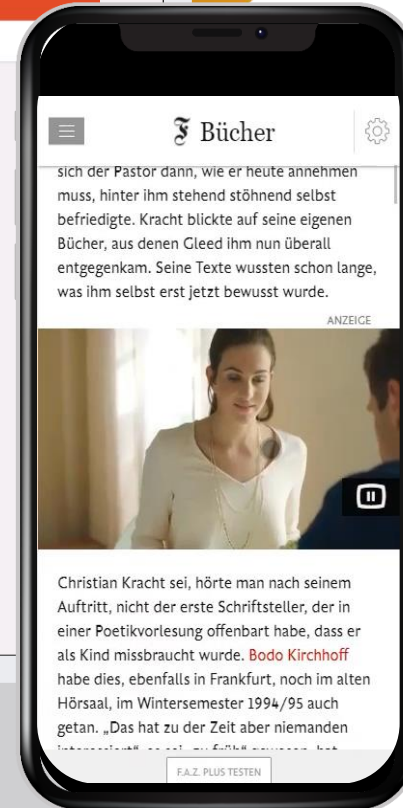 Bücher
sich der Pastor dann, wie er heute annehmen
muss, hinter ihm stehend stöhnend selbst
befriedigte. Kracht blickte auf seine eigenen
Bücher, aus denen Gleed ihm nun überall
entgegenkam. Seine Texte wussten schon lange,
was ihm selbst erst jetzt bewusst wurde.
ANZEIGE
Christian Kracht sei, hörte man nach seinem
Auftritt, nicht der erste Schriftsteller, der in
einer Poetikvorlesung offenbart habe, dass er
als Kind missbraucht wurde. Bodo Kirchhoff
habe dies, ebenfalls in Frankfurt, noch im alten
Hörsaal, im Wintersemester 1994/95 auch
getan. „Das hat zu der Zeit aber niemanden
F.A.Z. PLUS TESTEN